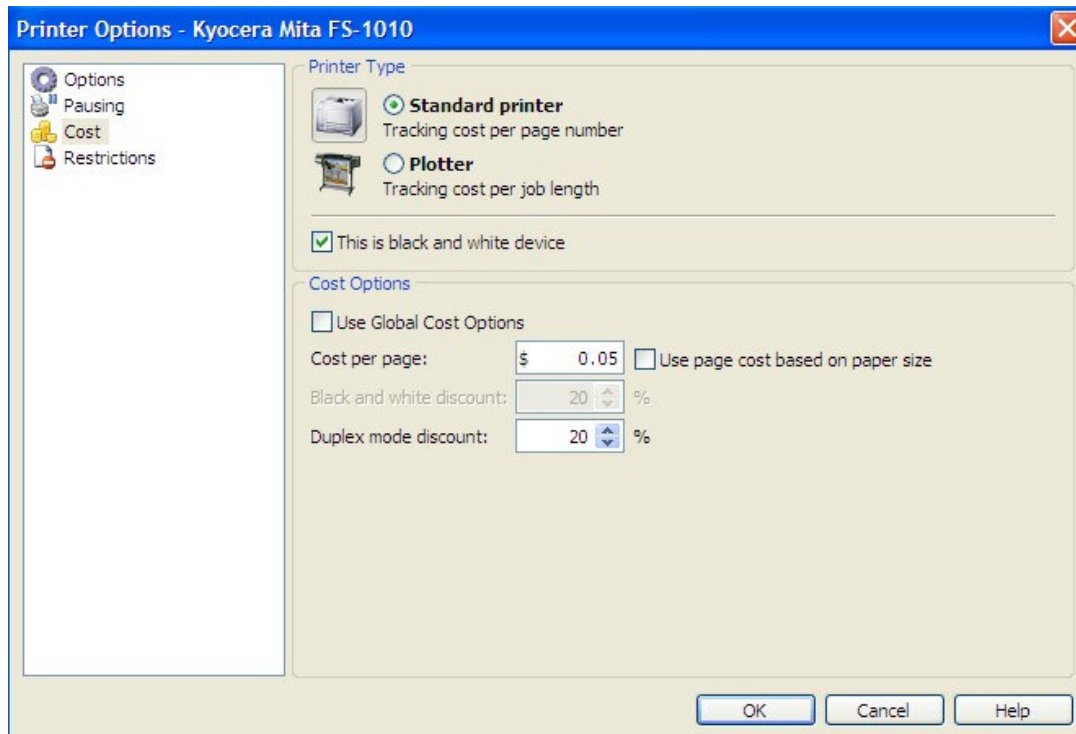 Printer Options - Kyocera Mita FS-1010
Options
Pausing
Cost
Restrictions
Printer Type
Standard printer
Tracking cost per page number
Plotter
Tracking cost per job length
This is black and white device
Cost Options
Use Global Cost Options
Cost per page: $ 0.05 Use page cost based on paper size
Black and white discount: 20 %
Duplex mode discount: 20 %
OK Cancel Help